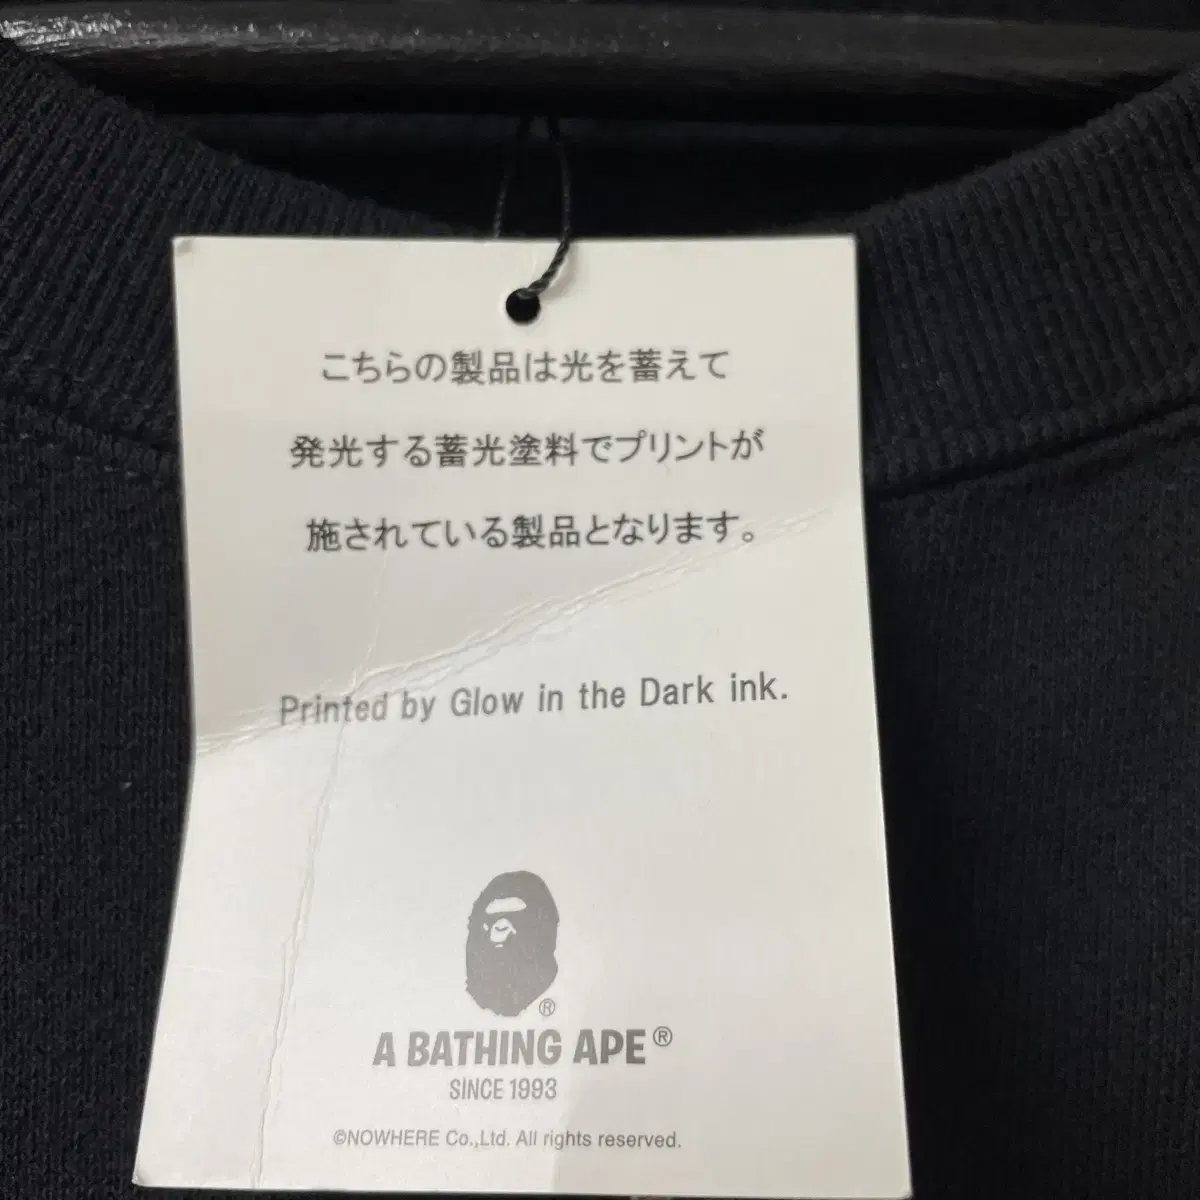 こちらの製品は光を蓄えて
発光する蓄光塗料でプリントが
施されている製品となります。
Printed by Glow in the Dark ink.
®
A BATHING APE®
SINCE 1993
©NOWHERE Co.,Ltd. All rights reserved.